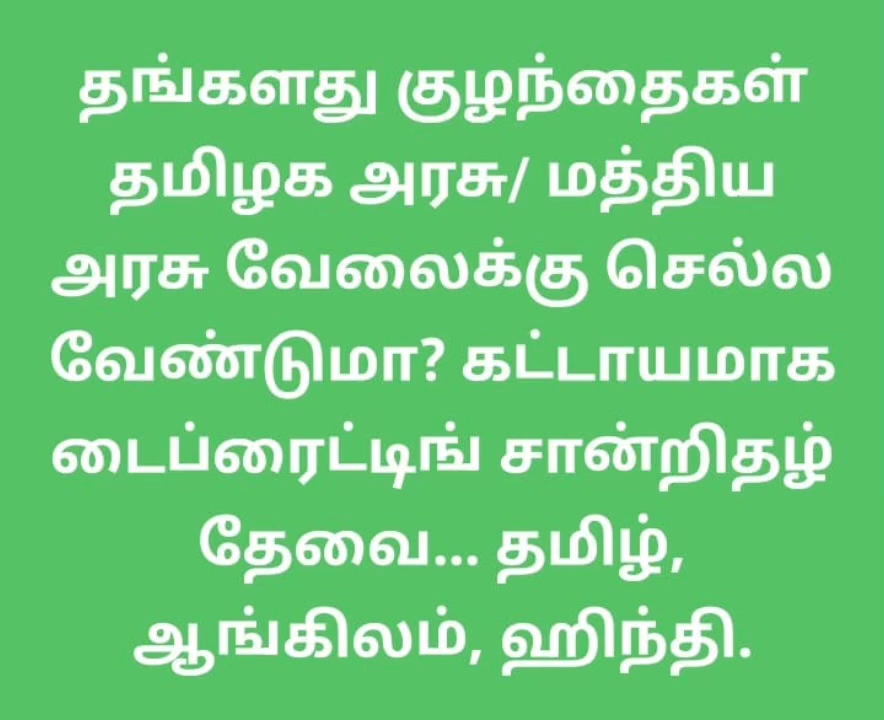 தங்களது குழந்தைகள்
தமிழக அரசு/ மத்திய
அரசு வேலைக்கு செல்ல
வேண்டுமா? கட்டாயமாக
டைப்ரைட்டிங் சான்றிதழ்
தேவை... தமிழ்,
ஆங்கிலம், ஹிந்தி.